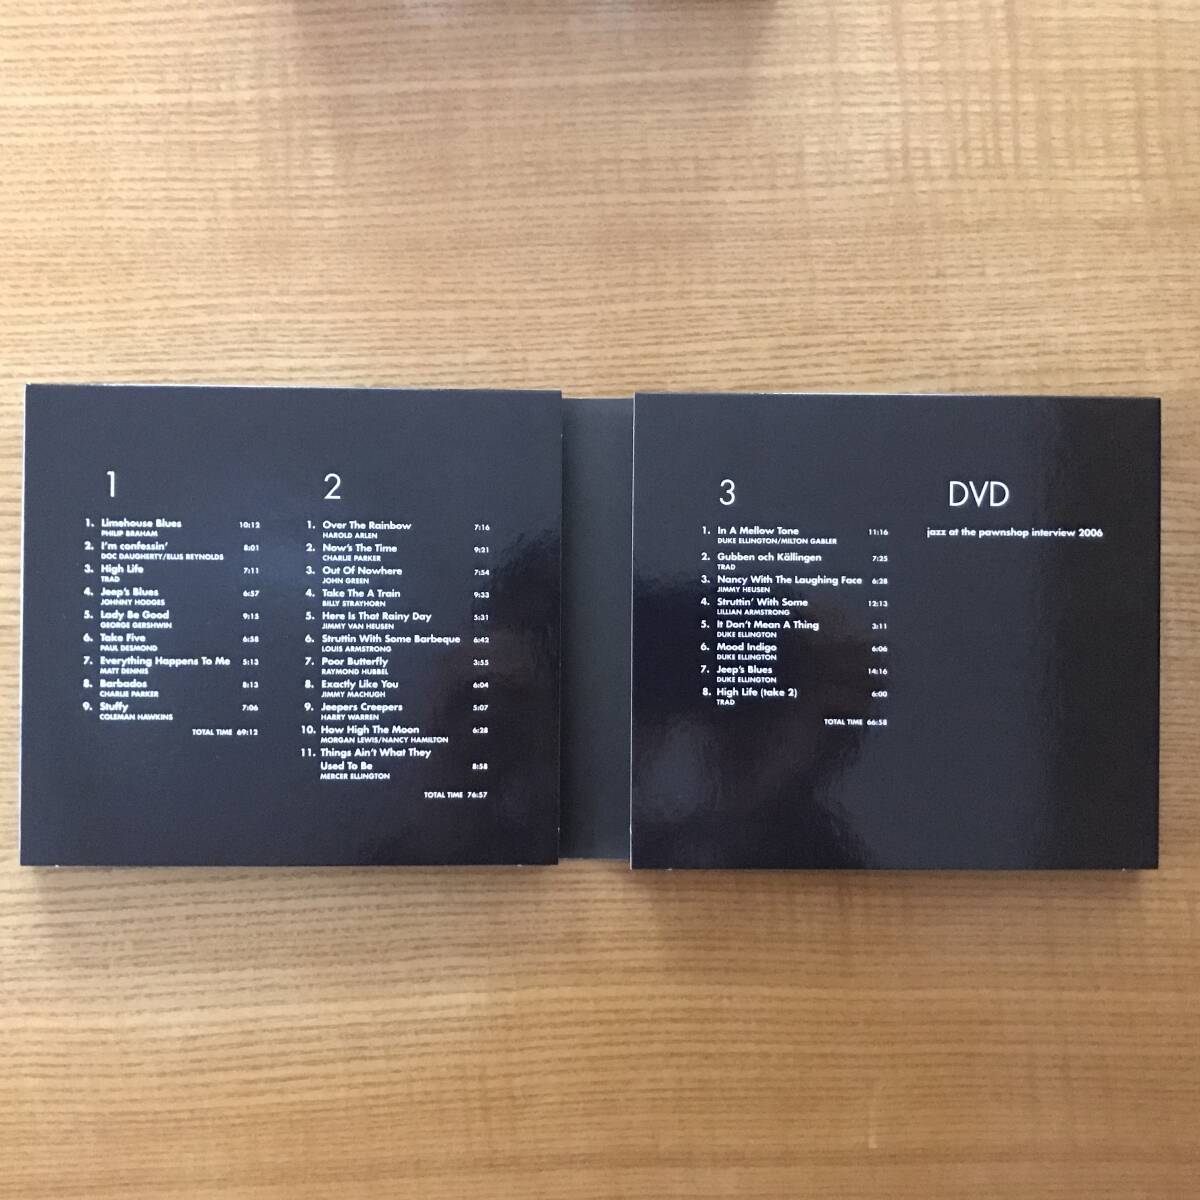 1
1. Limehouse Blues 10:12
PHILIP BRAHAM
2. I'm confessin' 8:01
DOC DAUGHERTY/ELLIS REYNOLDS
3. High Life 7:11
TRAD
4. Jeep's Blues 6:57
JOHNNY HODGES
5. Lady Be Good 9:15
GEORGE GERSHWIN
6. Take Five 6:58
PAUL DESMOND
7. Everything Happens To Me 5:13
MATT DENNIS
8. Barbados 8:13
CHARLIE PARKER
9. Stuffy 7:06
COLEMAN HAWKINS
TOTAL TIME 69:12
2
1. Over The Rainbow 7:16
HAROLD ARLEN
2. Now's The Time 9:21
CHARLIE PARKER
3. Out Of Nowhere 7:54
JOHN GREEN
4. Take The A Train 9:33
BILLY STRAYHORN
5. Here Is That Rainy Day 5:31
JIMMY VAN HEUSEN
6. Struttin With Some Barbeque 6:42
LOUIS ARMSTRONG
7. Poor Butterfly 3:55
RAYMOND HUBBEL
8. Exactly Like You 6:04
JIMMY MACHUGH
9. Jeepers Creepers 5:07
HARRY WARREN
10. How High The Moon 6:28
MORGAN LEWIS/NANCY HAMILTON
11. Things Ain't What They
Used To Be 8:58
MERCER ELLINGTON
TOTAL TIME 76:57
3
1. In A Mellow Tone 11:16
DUKE ELLINGTON/MILTON GABLER
2. Gubben och Källingen 7:25
TRAD
3. Nancy With The Laughing Face 6:28
JIMMY HEUSEN
4. Struttin' With Some 12:13
LILLIAN ARMSTRONG
5. It Don't Mean A Thing 3:11
DUKE ELLINGTON
6. Mood Indigo 6:06
DUKE ELLINGTON
7. Jeep's Blues 14:16
DUKE ELLINGTON
8. High Life (take 2) 6:00
TRAD
TOTAL TIME 66:58
DVD
jazz at the pawnshop interview 2006